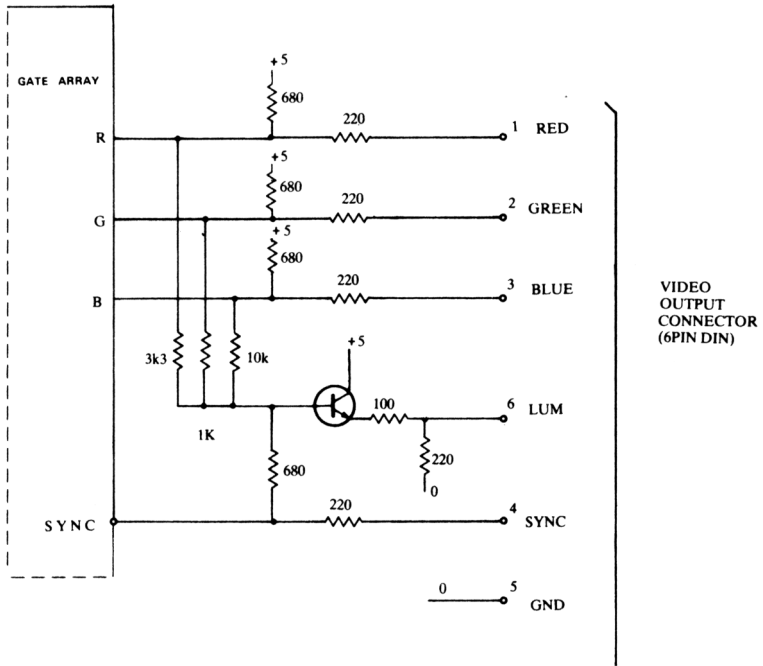 +5
GATE ARRAY
680
220
1 RED
R
+5
680
220
2 GREEN
G
+5
680
220
3 BLUE
B
VIDEO
OUTPUT
CONNECTOR
(6PIN DIN)
3k3
10k
+5
100
6 LUM
1K
680
220
0
220
4 SYNC
SYNC
0
5 GND